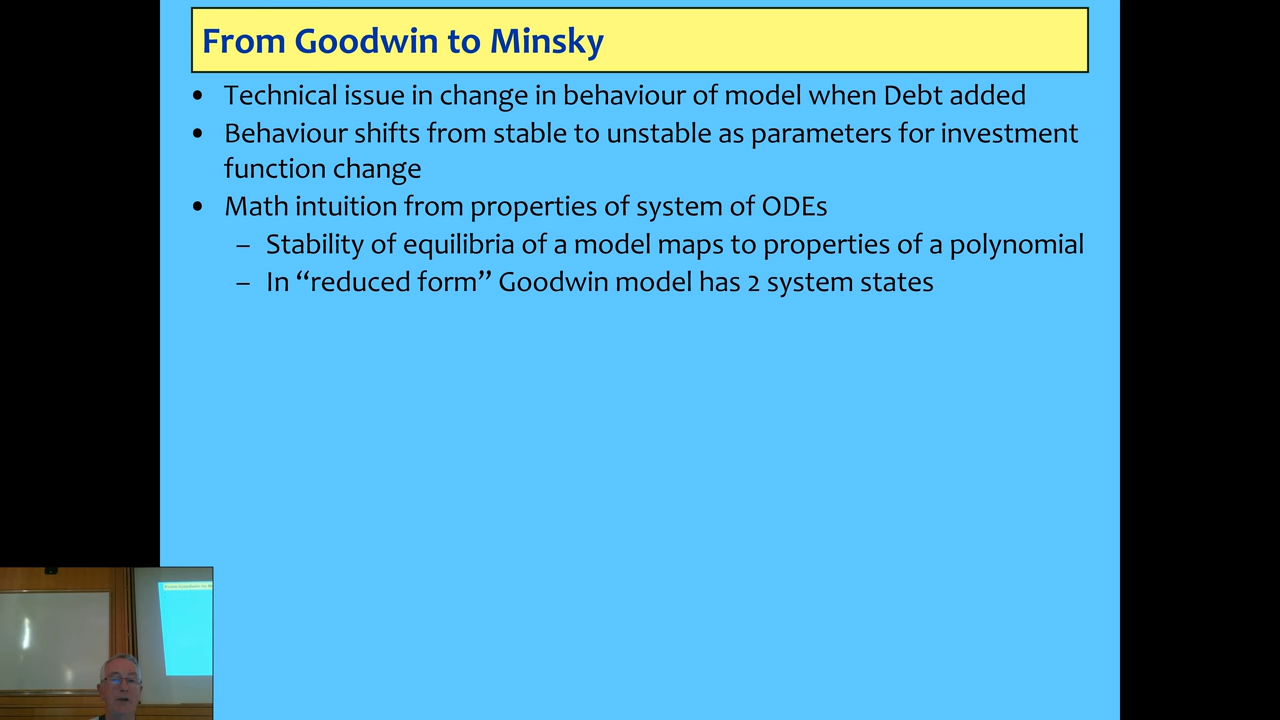 From Goodwin to Minsky
• Technical issue in change in behaviour of model when Debt added
• Behaviour shifts from stable to unstable as parameters for investment
function change
• Math intuition from properties of system of ODEs
– Stability of equilibria of a model maps to properties of a polynomial
– In “reduced form” Goodwin model has 2 system states